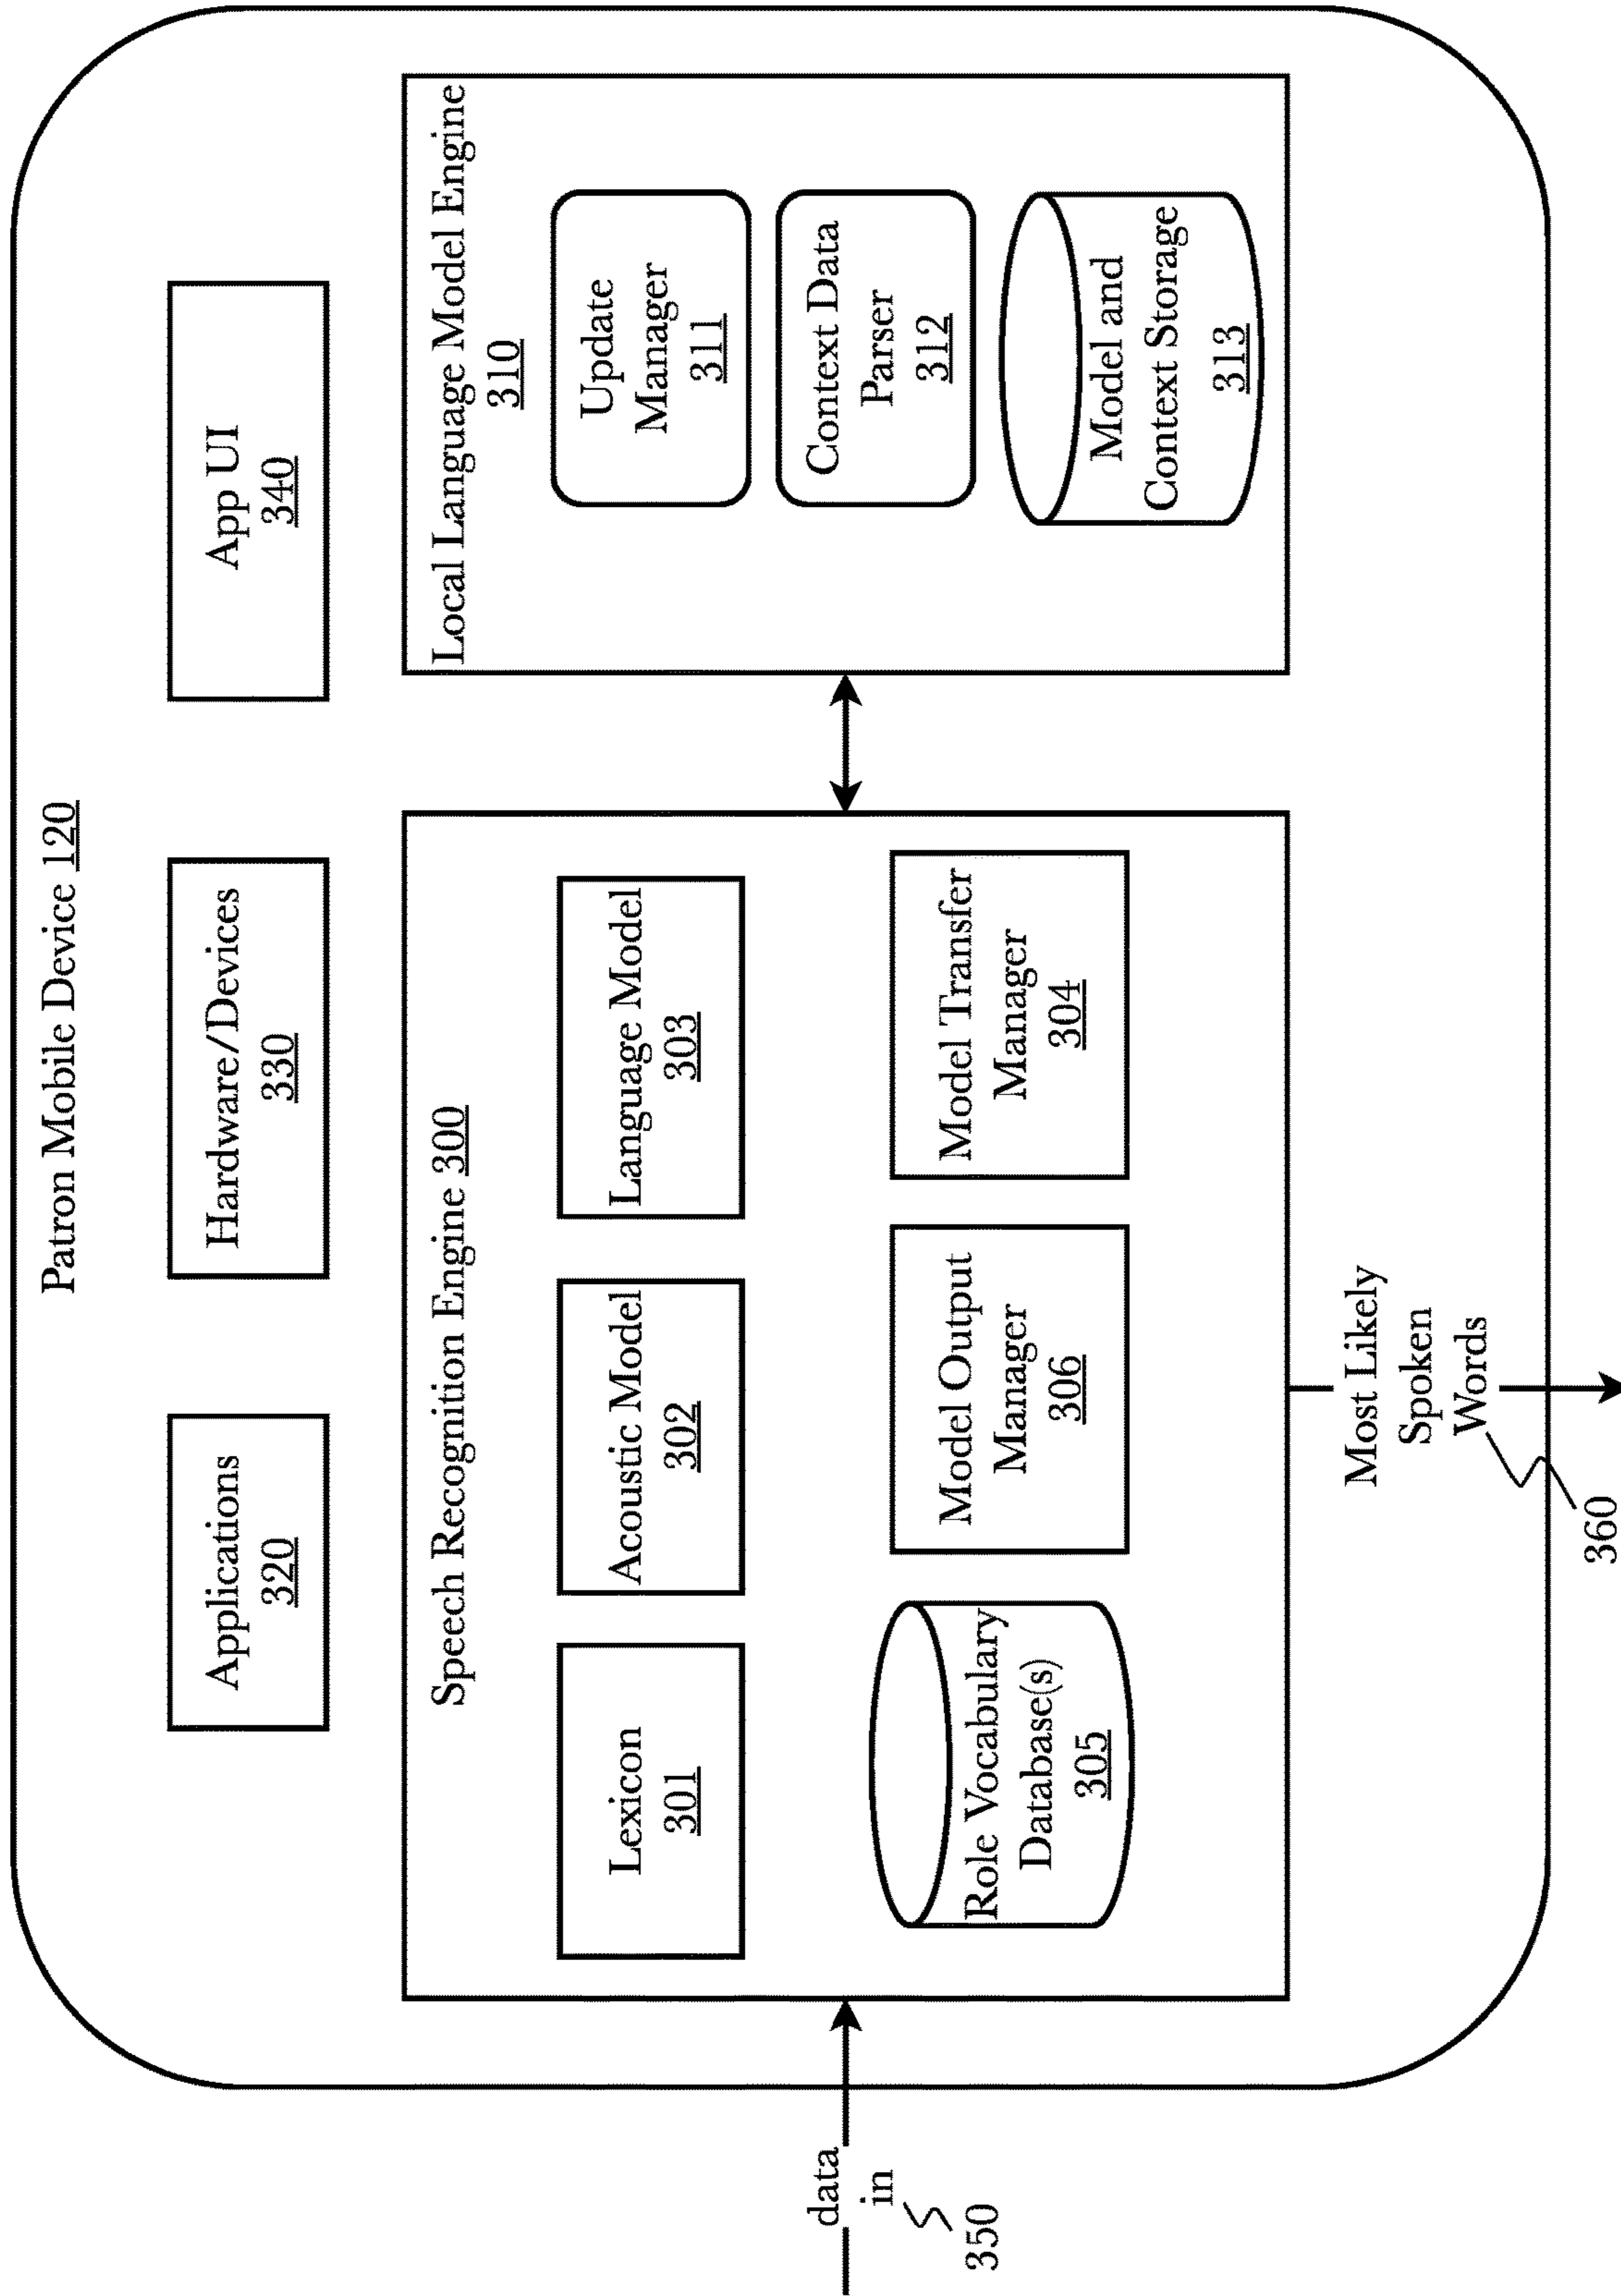 Patron Mobile Device 120
Applications
320
Hardware/Devices
330
App UI
340
Speech Recognition Engine 300
Lexicon
301
Acoustic Model
302
Language Model
303
Role Vocabulary
Database(s)
305
Model Output
Manager
306
Model Transfer
Manager
304
Local Language Model Engine
310
Update
Manager
311
Context Data
Parser
312
Model and
Context Storage
313
data
in
350
Most Likely
Spoken
Words
360